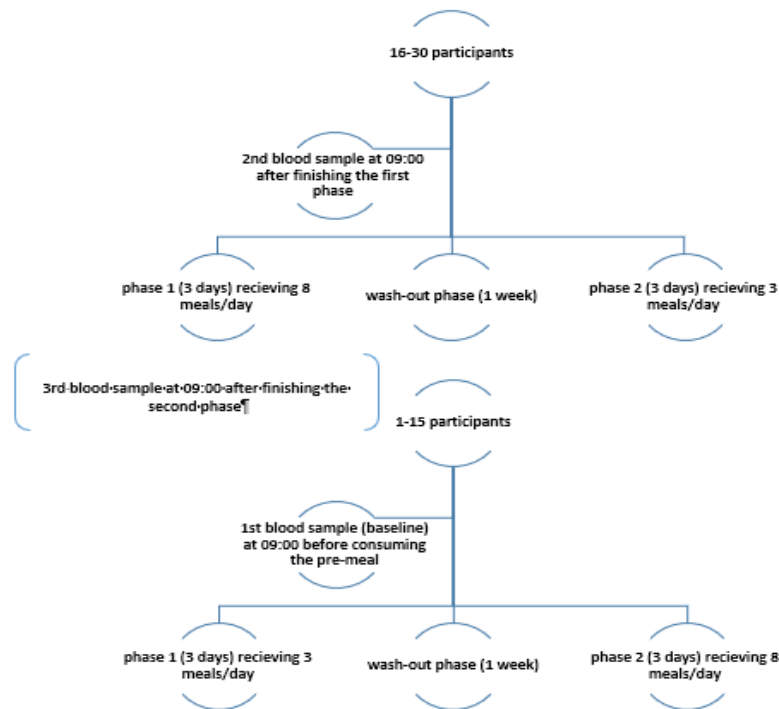 16-30 participants
2nd blood sample at 09:00
after finishing the first
phase
phase 1 (3 days) recieving 8
meals/day
wash-out phase (1 week)
phase 2 (3 days) recieving 3
meals/day
3rd·blood·sample·at·09:00·after·finishing·the·
second·phase¶
1-15 participants
1st blood sample (baseline)
at 09:00 before consuming
the pre-meal
phase 1 (3 days) recieving 3
meals/day
wash-out phase (1 week)
phase 2 (3 days) recieving 8
meals/day